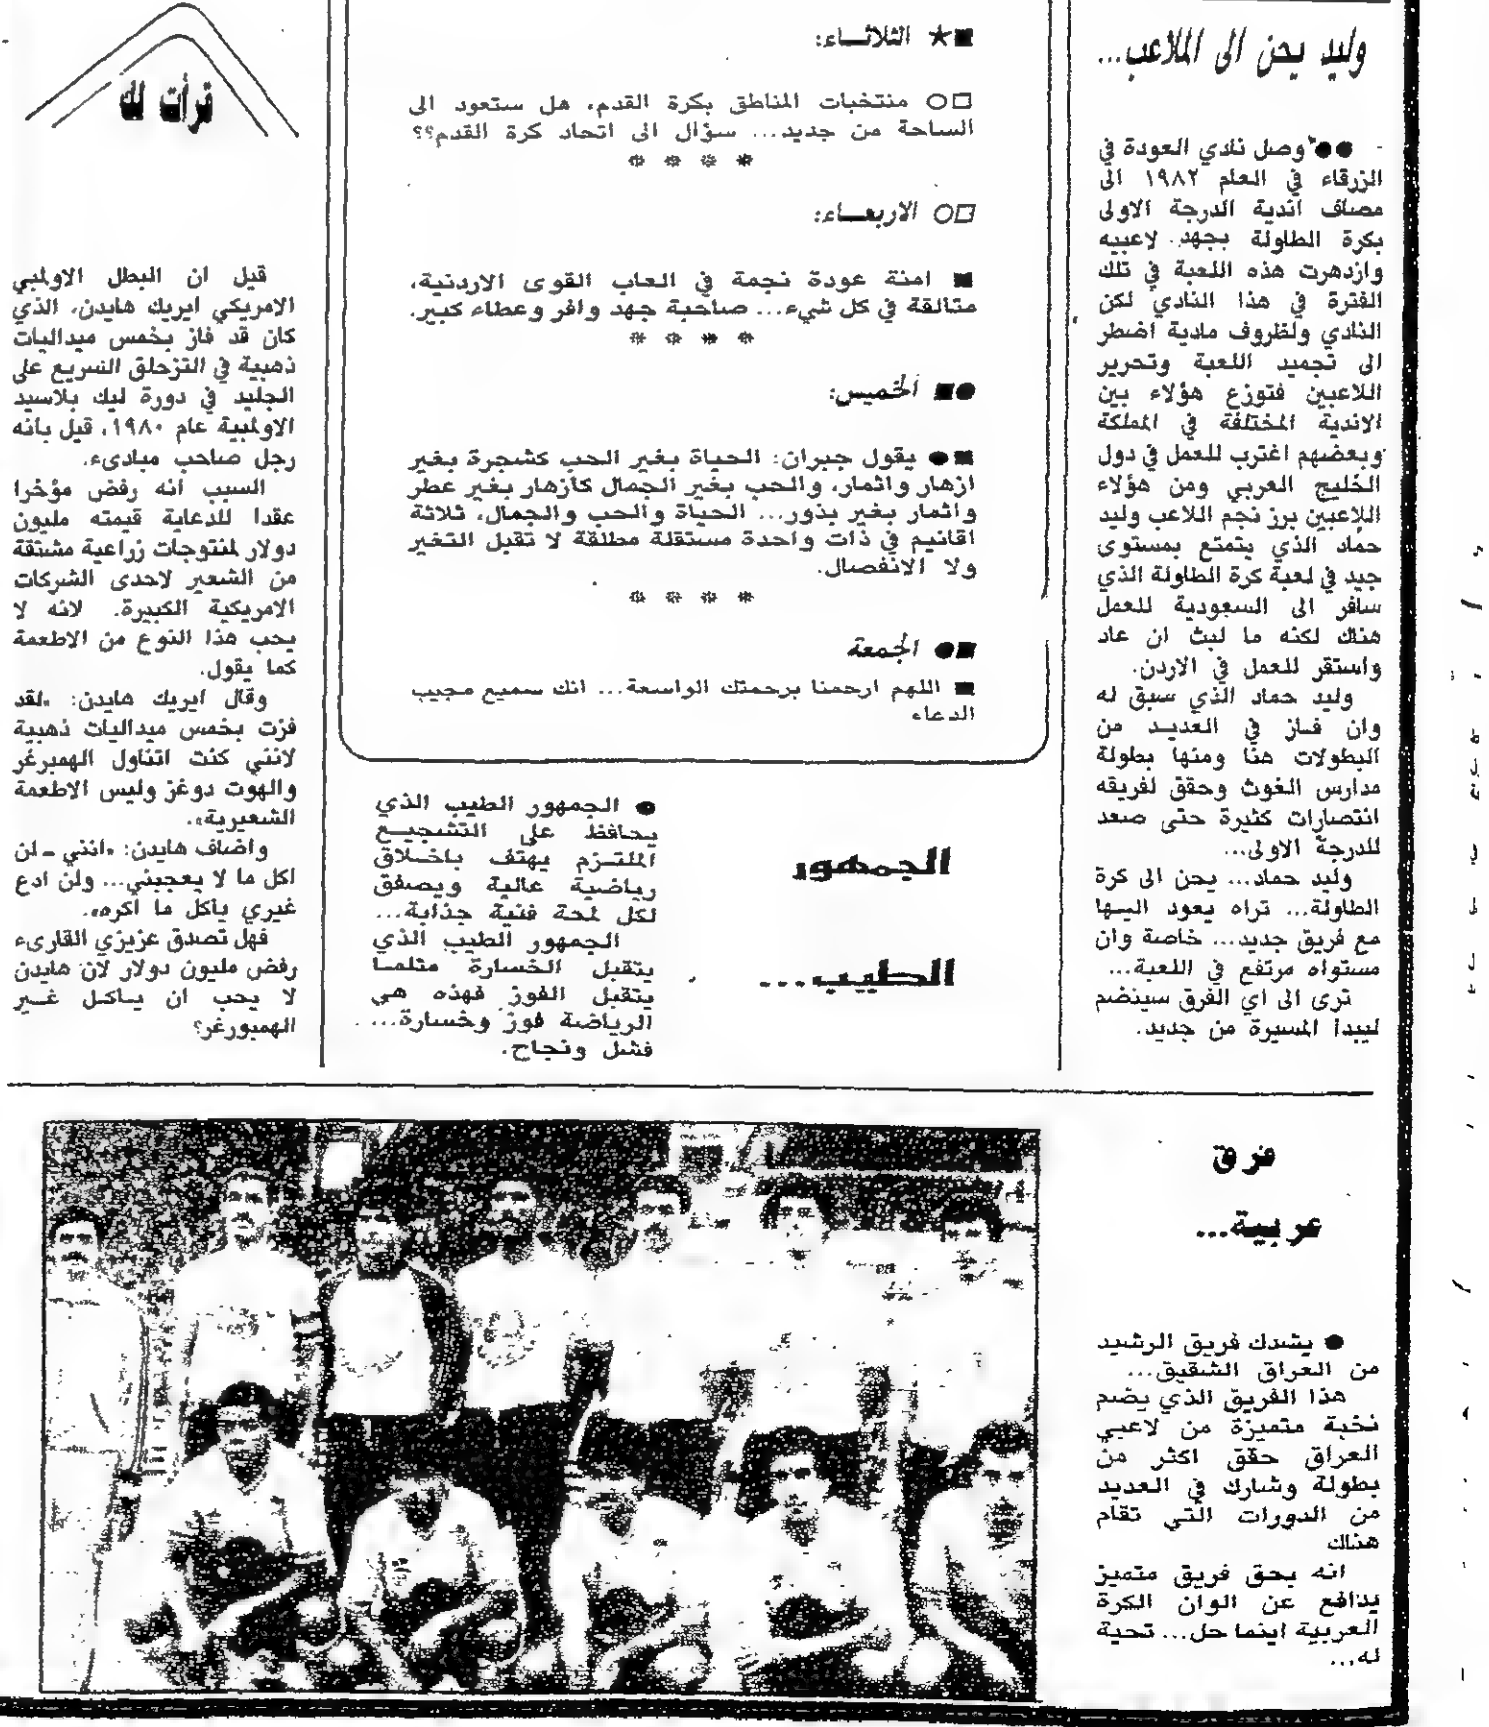 وليد يحن الى الملاعب...
●● وصل نادي العودة في
الزرقاء في العام ١٩٨٢ الى
مصاف اندية الدرجة الاولى
بكرة الطاولة بجهد لاعبيه
وازدهرت هذه اللعبة في تلك
الفترة في هذا النادي لكن
النادي ولظروف مادية اضطر
الى تجميد اللعبة وتحرير
اللاعبين فتوزع هؤلاء بين
الاندية المختلفة في المملكة
وبعضهم اغترب للعمل في دول
الخليج العربي ومن هؤلاء
اللاعبين برز نجم اللاعب وليد
حماد الذي يتمتع بمستوى
جيد في لعبة كرة الطاولة الذي
سافر الى السعودية للعمل
هناك لكنه ما لبث ان عاد
واستقر للعمل في الاردن.
وليد حماد الذي سبق له
وان فاز في العديد من
البطولات هنا ومنها بطولة
مدارس الغوث وحقق لفريقه
انتصارات كثيرة حتى صعد
للدرجة الاولى...
وليد حماد... يحن الى كرة
الطاولة... تراه يعود اليها
مع فريق جديد... خاصة وان
مستواه مرتفع في اللعبة...
ترى الى اي الفرق سينضم
ليبدأ المسيرة من جديد.
■★ الثلاثاء:
□○ منتخبات المناطق بكرة القدم، هل ستعود الى
الساحة من جديد... سؤال الى اتحاد كرة القدم؟؟
* * * *
□○ الاربعاء:
■ امنة عودة نجمة في العاب القوى الاردنية،
متالقة في كل شيء... صاحبة جهد وافر وعطاء كبير.
* * * *
●■ الخميس:
■● يقول جبران: الحياة بغير الحب كشجرة بغير
ازهار واثمار، والحب بغير الجمال كازهار بغير عطر
واثمار بغير بذور... الحياة والحب والجمال، ثلاثة
اقانيم في ذات واحدة مستقلة مطلقة لا تقبل التغير
ولا الانفصال.
* * * *
■● الجمعة
■ اللهم ارحمنا برحمتك الواسعة... انك سميع مجيب
الدعاء
الجمهور
الطيب...
● الجمهور الطيب الذي
يحافظ على التشجيع
الملتزم يهتف باخلاق
رياضية عالية ويصفق
لكل لمحة فنية جذابة...
الجمهور الطيب الذي
يتقبل الخسارة مثلما
يتقبل الفوز فهذه هي
الرياضة فوز وخسارة...
فشل ونجاح.
قرأت لك
قيل ان البطل الاولمبي
الامريكي ايريك هايدن، الذي
كان قد فاز بخمس ميداليات
ذهبية في التزحلق السريع على
الجليد في دورة ليك بلاسيد
الاولمبية عام ١٩٨٠، قيل بانه
رجل صاحب مبادىء.
السبب انه رفض مؤخرا
عقدا للدعاية قيمته مليون
دولار لمنتوجات زراعية مشتقة
من الشعير لاحدى الشركات
الامريكية الكبيرة. لانه لا
يحب هذا النوع من الاطعمة
كما يقول.
وقال ايريك هايدن: «لقد
فزت بخمس ميداليات ذهبية
لانني كنت اتناول الهمبرغر
والهوت دوغز وليس الاطعمة
الشعيرية».
واضاف هايدن: «انني ـ لن
اكل ما لا يعجبني... ولن ادع
غيري يأكل ما اكره».
فهل تصدق عزيزي القارىء
رفض مليون دولار لان هايدن
لا يحب ان ياكل غير
الهمبورغر؟
فرق
عربية...
● يشدك فريق الرشيد
من العراق الشقيق...
هذا الفريق الذي يضم
نخبة متميزة من لاعبي
العراق حقق اكثر من
بطولة وشارك في العديد
من الدورات التي تقام
هناك
انه بحق فريق متميز
يدافع عن الوان الكرة
العربية اينما حل... تحية
له...